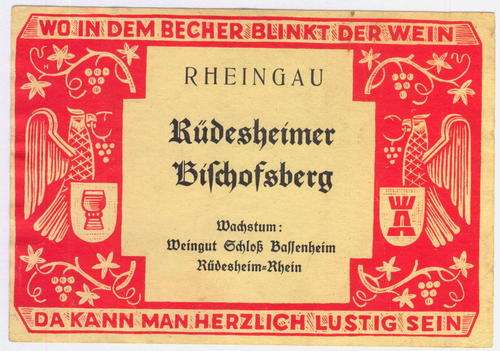 WO IN DEM BECHER BLINKT DER WEIN
RHEINGAU
Rüdesheimer
Bischofsberg
Wachstum:
Weingut Schloß Bassenheim
Rüdesheim=Rhein
DA KANN MAN HERZLICH LUSTIG SEIN